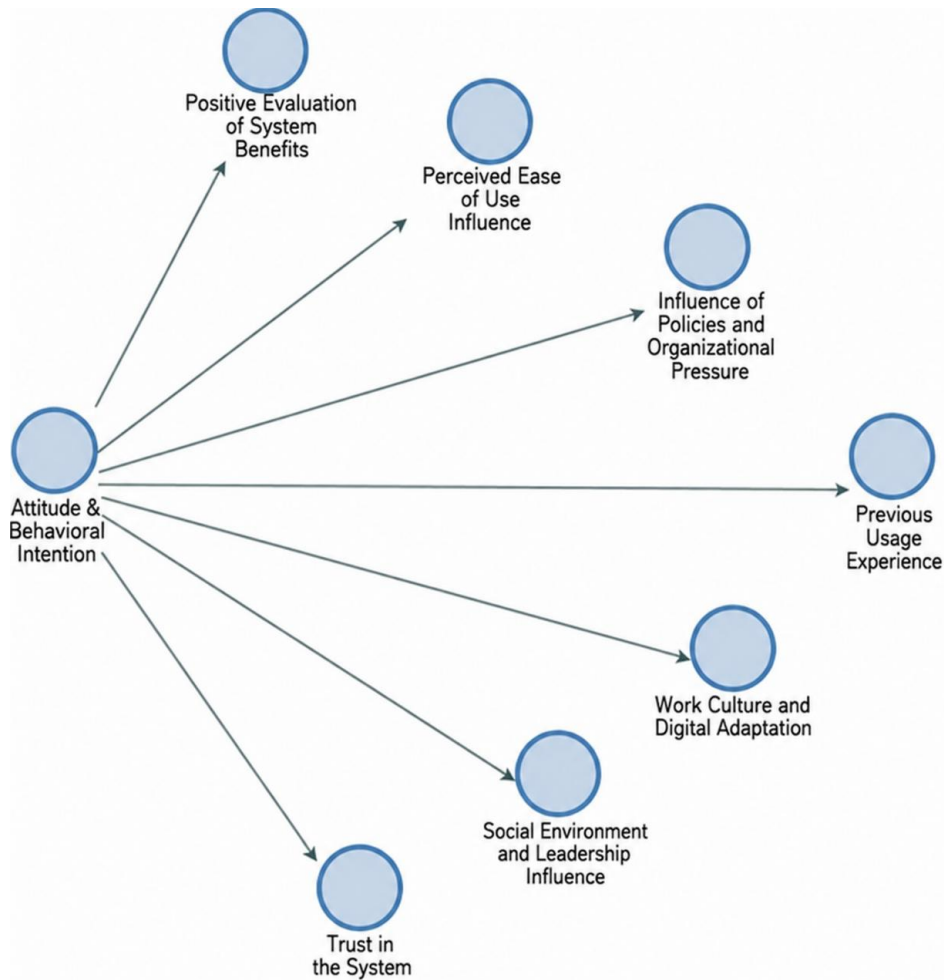 Positive Evaluation
of System
Benefits
Perceived Ease
of Use
Influence
Influence of
Policies and
Organizational
Pressure
Attitude &
Behavioral
Intention
Previous
Usage
Experience
Work Culture and
Digital Adaptation
Social Environment
and Leadership
Influence
Trust in
the System